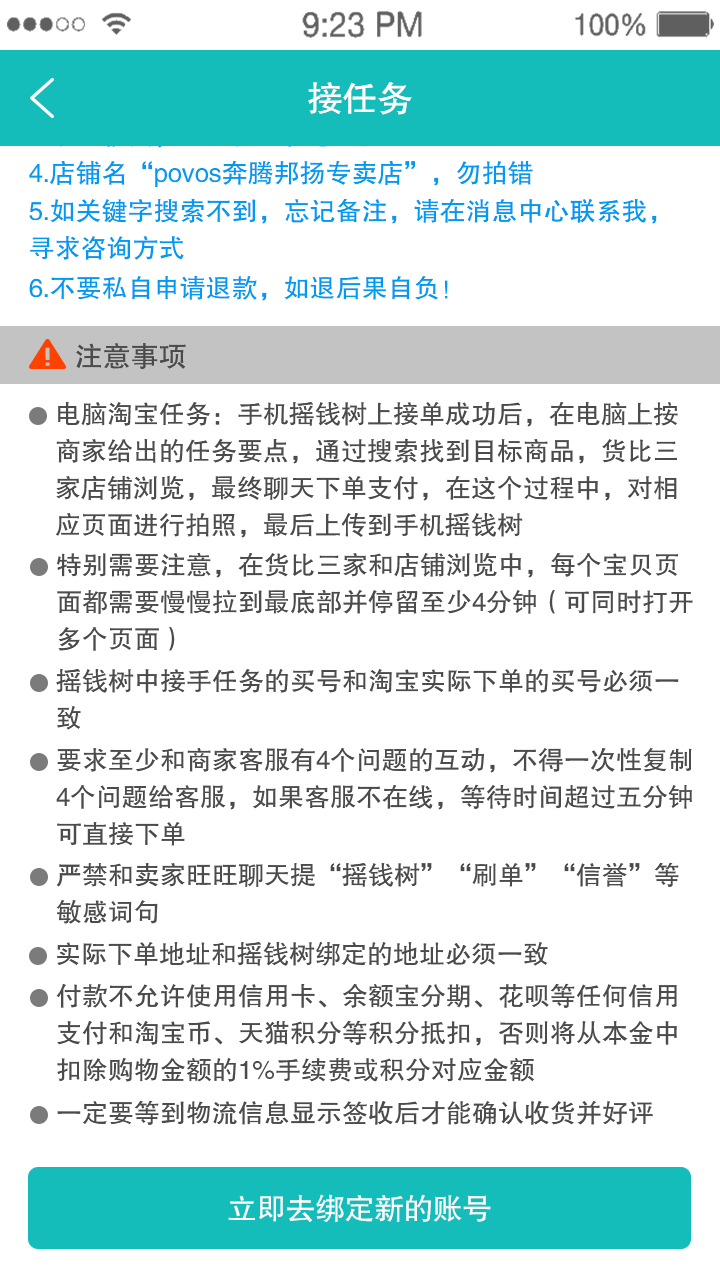 9:23 PM
100%
接任务
4.店铺名“povos奔腾邦扬专卖店”，勿拍错
5.如关键字搜索不到，忘记备注，请在消息中心联系我，
寻求咨询方式
6.不要私自申请退款，如退后果自负！
注意事项
电脑淘宝任务：手机摇钱树上接单成功后，在电脑上按
商家给出的任务要点，通过搜索找到目标商品，货比三
家店铺浏览，最终聊天下单支付，在这个过程中，对相
应页面进行拍照，最后上传到手机摇钱树
特别需要注意，在货比三家和店铺浏览中，每个宝贝页
面都需要慢慢拉到最底部并停留至少4分钟（可同时打开
多个页面）
摇钱树中接手任务的买号和淘宝实际下单的买号必须一
致
要求至少和商家客服有4个问题的互动，不得一次性复制
4个问题给客服，如果客服不在线，等待时间超过五分钟
可直接下单
严禁和卖家旺旺聊天提“摇钱树”“刷单”“信誉”等
敏感词句
实际下单地址和摇钱树绑定的地址必须一致
付款不允许使用信用卡、余额宝分期、花呗等任何信用
支付和淘宝币、天猫积分等积分抵扣，否则将从本金中
扣除购物金额的1%手续费或积分对应金额
一定要等到物流信息显示签收后才能确认收货并好评
立即去绑定新的账号